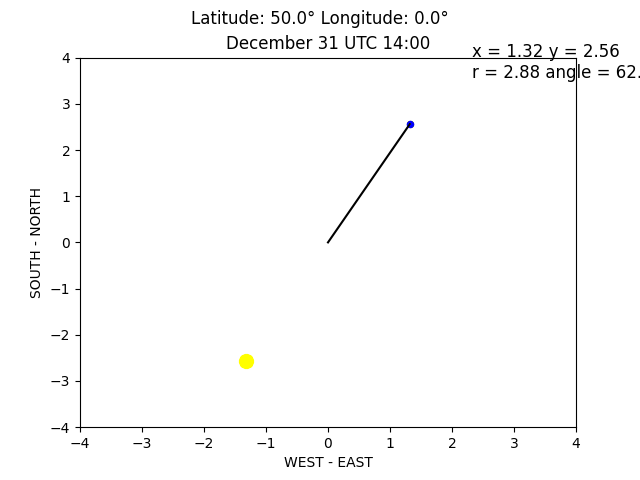 Latitude: 50.0° Longitude: 0.0°
December 31 UTC 14:00
x = 1.32 y = 2.56
r = 2.88 angle = 62.
4
3
2
1
0
−1
−2
−3
−4
SOUTH - NORTH
−4 −3 −2 −1 0 1 2 3 4
WEST - EAST